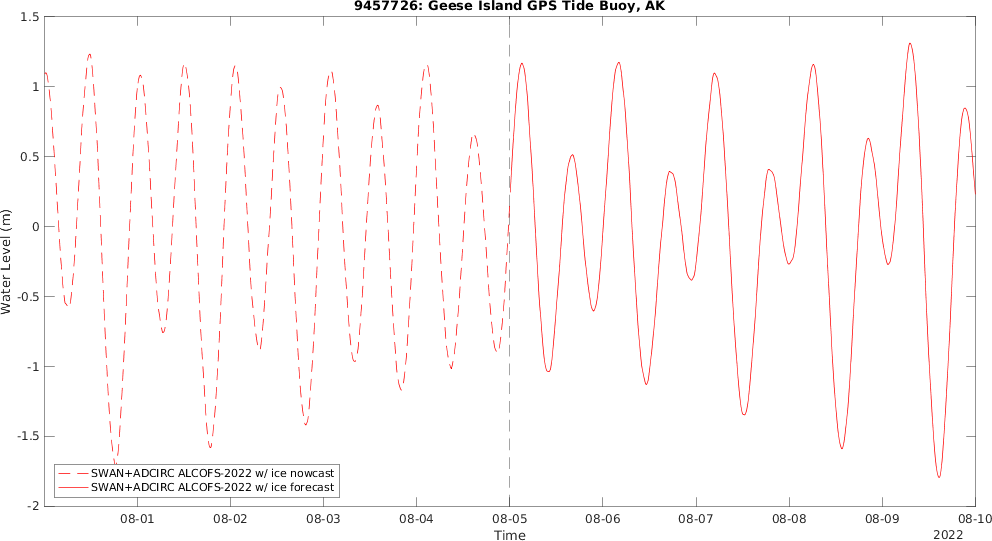 9457726: Geese Island GPS Tide Buoy, AK
1.5
1
0.5
0
-0.5
-1
-1.5
-2
Water Level (m)
SWAN+ADCIRC ALCOFS-2022 w/ ice nowcast
SWAN+ADCIRC ALCOFS-2022 w/ ice forecast
08-01 08-02 08-03 08-04 08-05 08-06 08-07 08-08 08-09 08-10
Time
2022